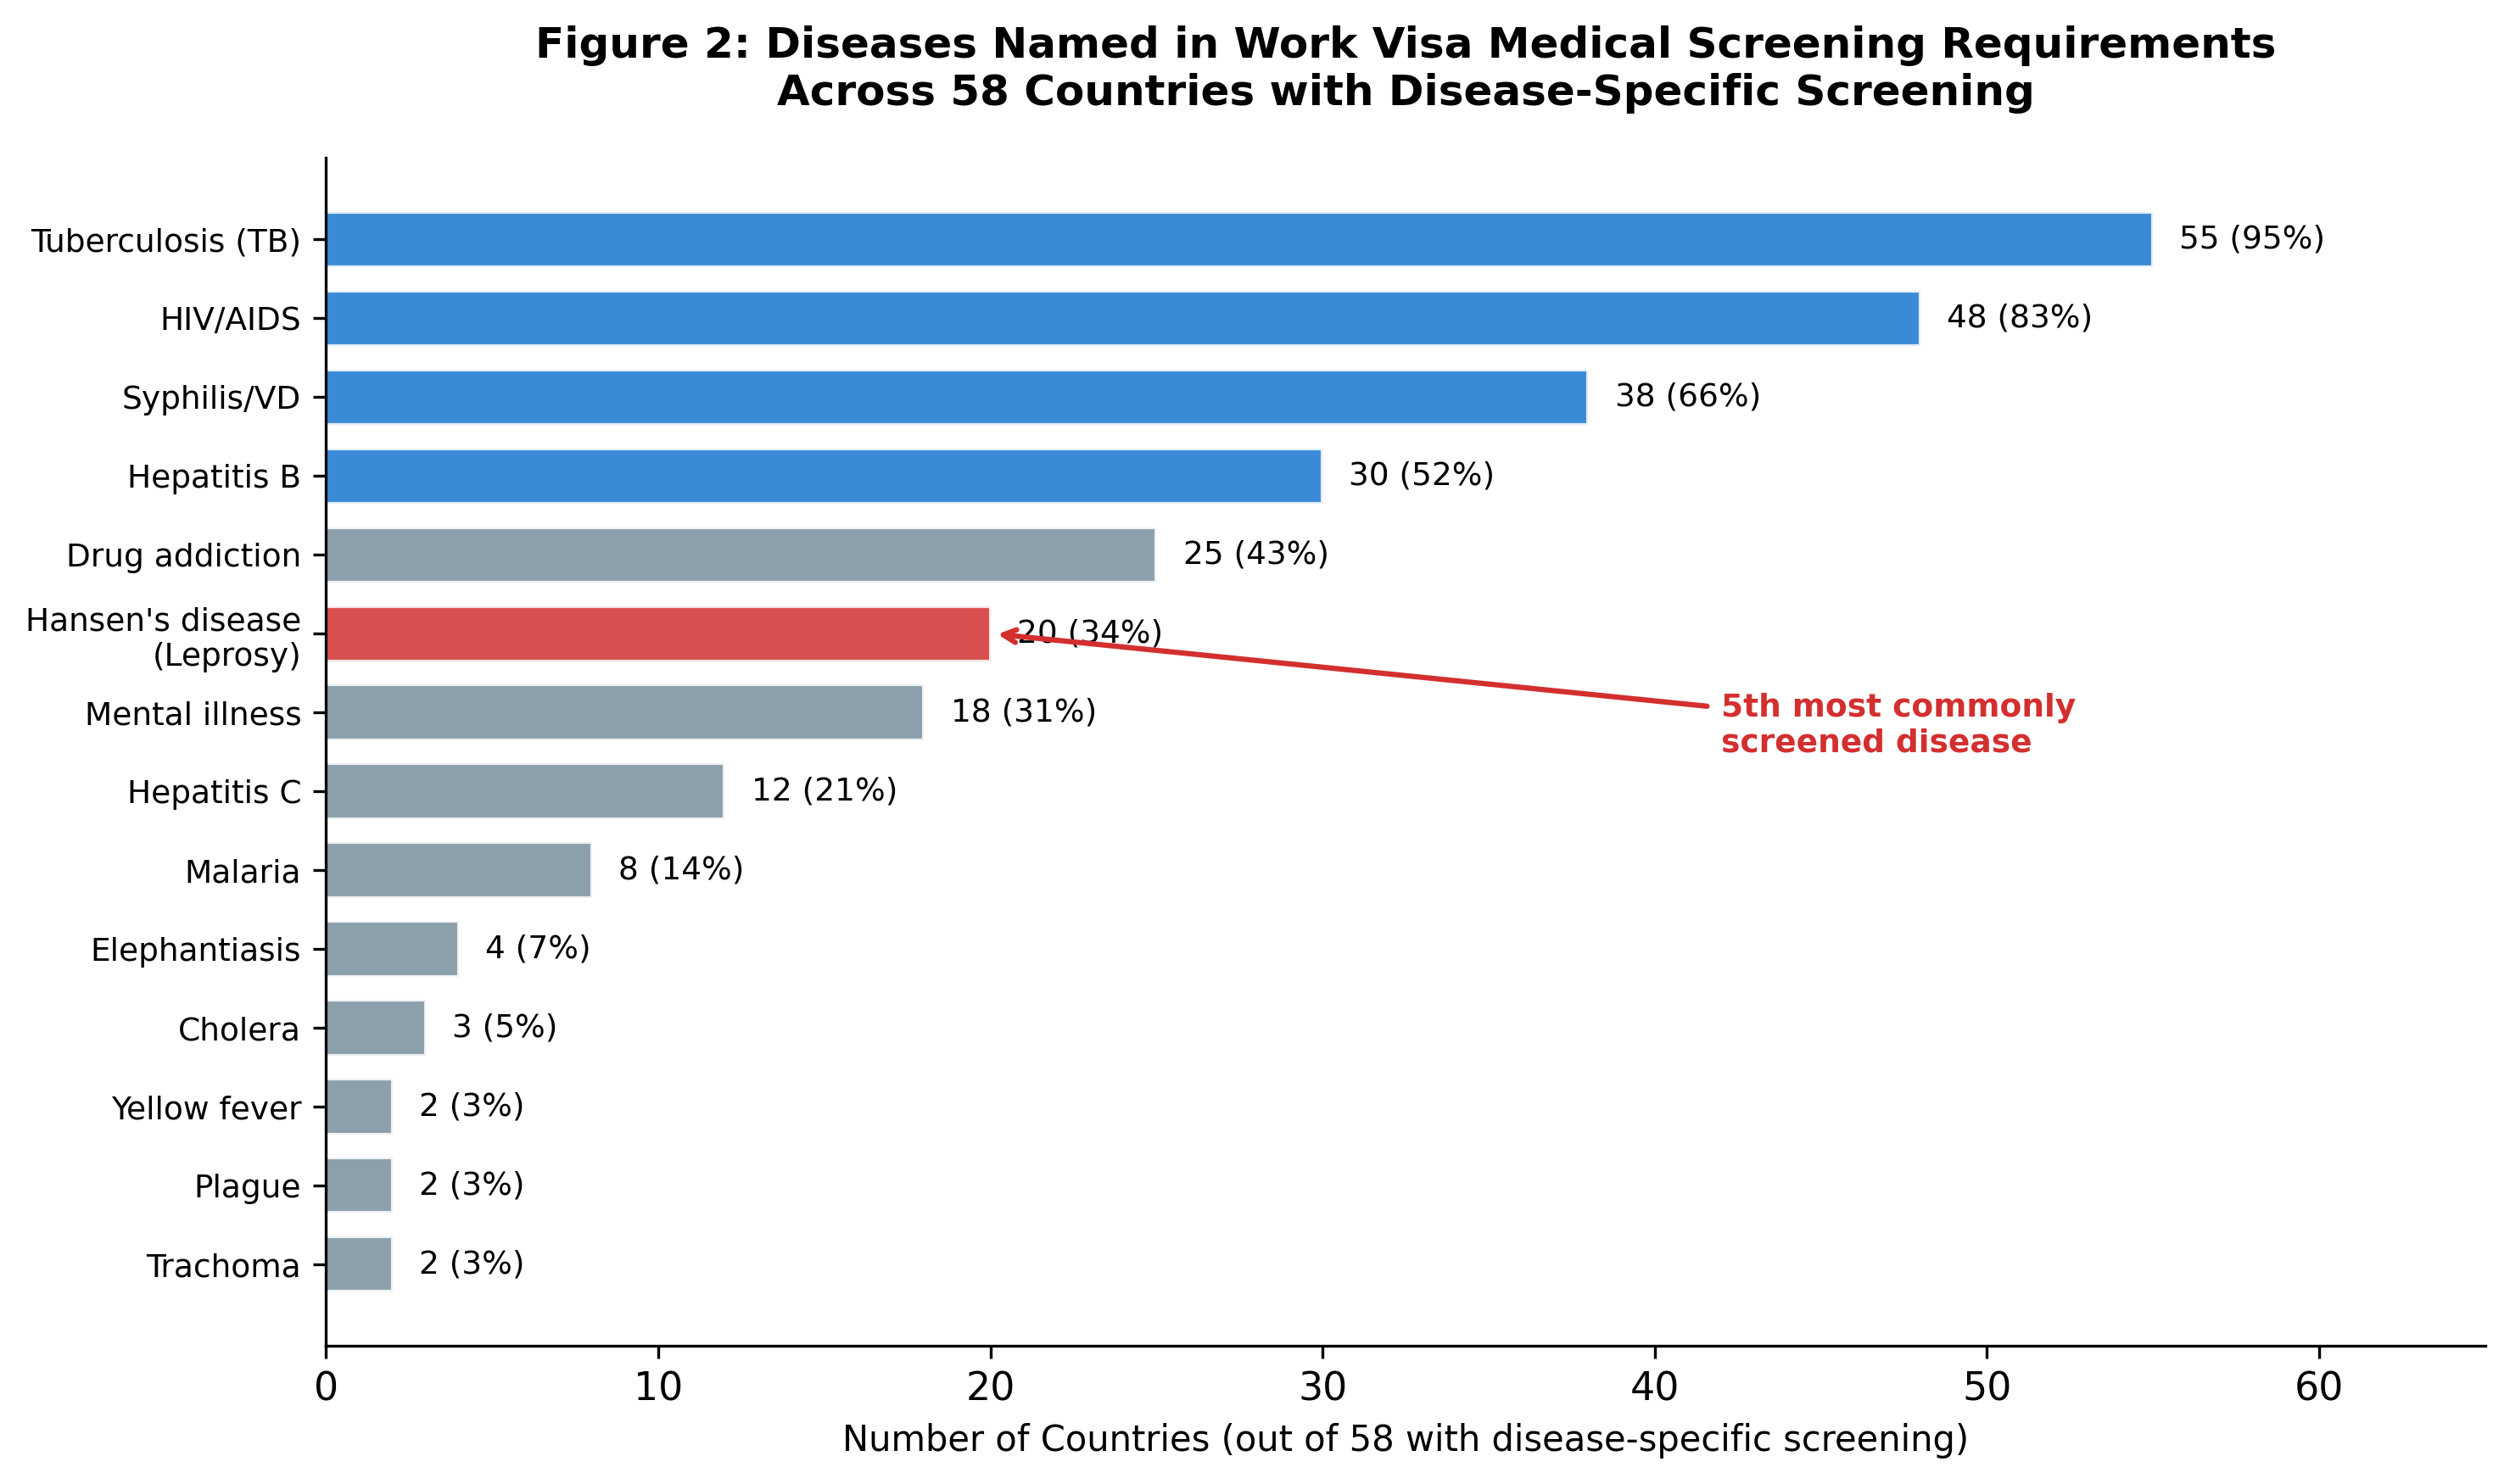 Figure 2: Diseases Named in Work Visa Medical Screening Requirements
Across 58 Countries with Disease-Specific Screening
Tuberculosis (TB)
55 (95%)
HIV/AIDS
48 (83%)
Syphilis/VD
38 (66%)
Hepatitis B
30 (52%)
Drug addiction
25 (43%)
Hansen's disease
(Leprosy)
20 (34%)
Mental illness
18 (31%)
5th most commonly
screened disease
Hepatitis C
12 (21%)
Malaria
8 (14%)
Elephantiasis
4 (7%)
Cholera
3 (5%)
Yellow fever
2 (3%)
Plague
2 (3%)
Trachoma
2 (3%)
0 10 20 30 40 50 60
Number of Countries (out of 58 with disease-specific screening)